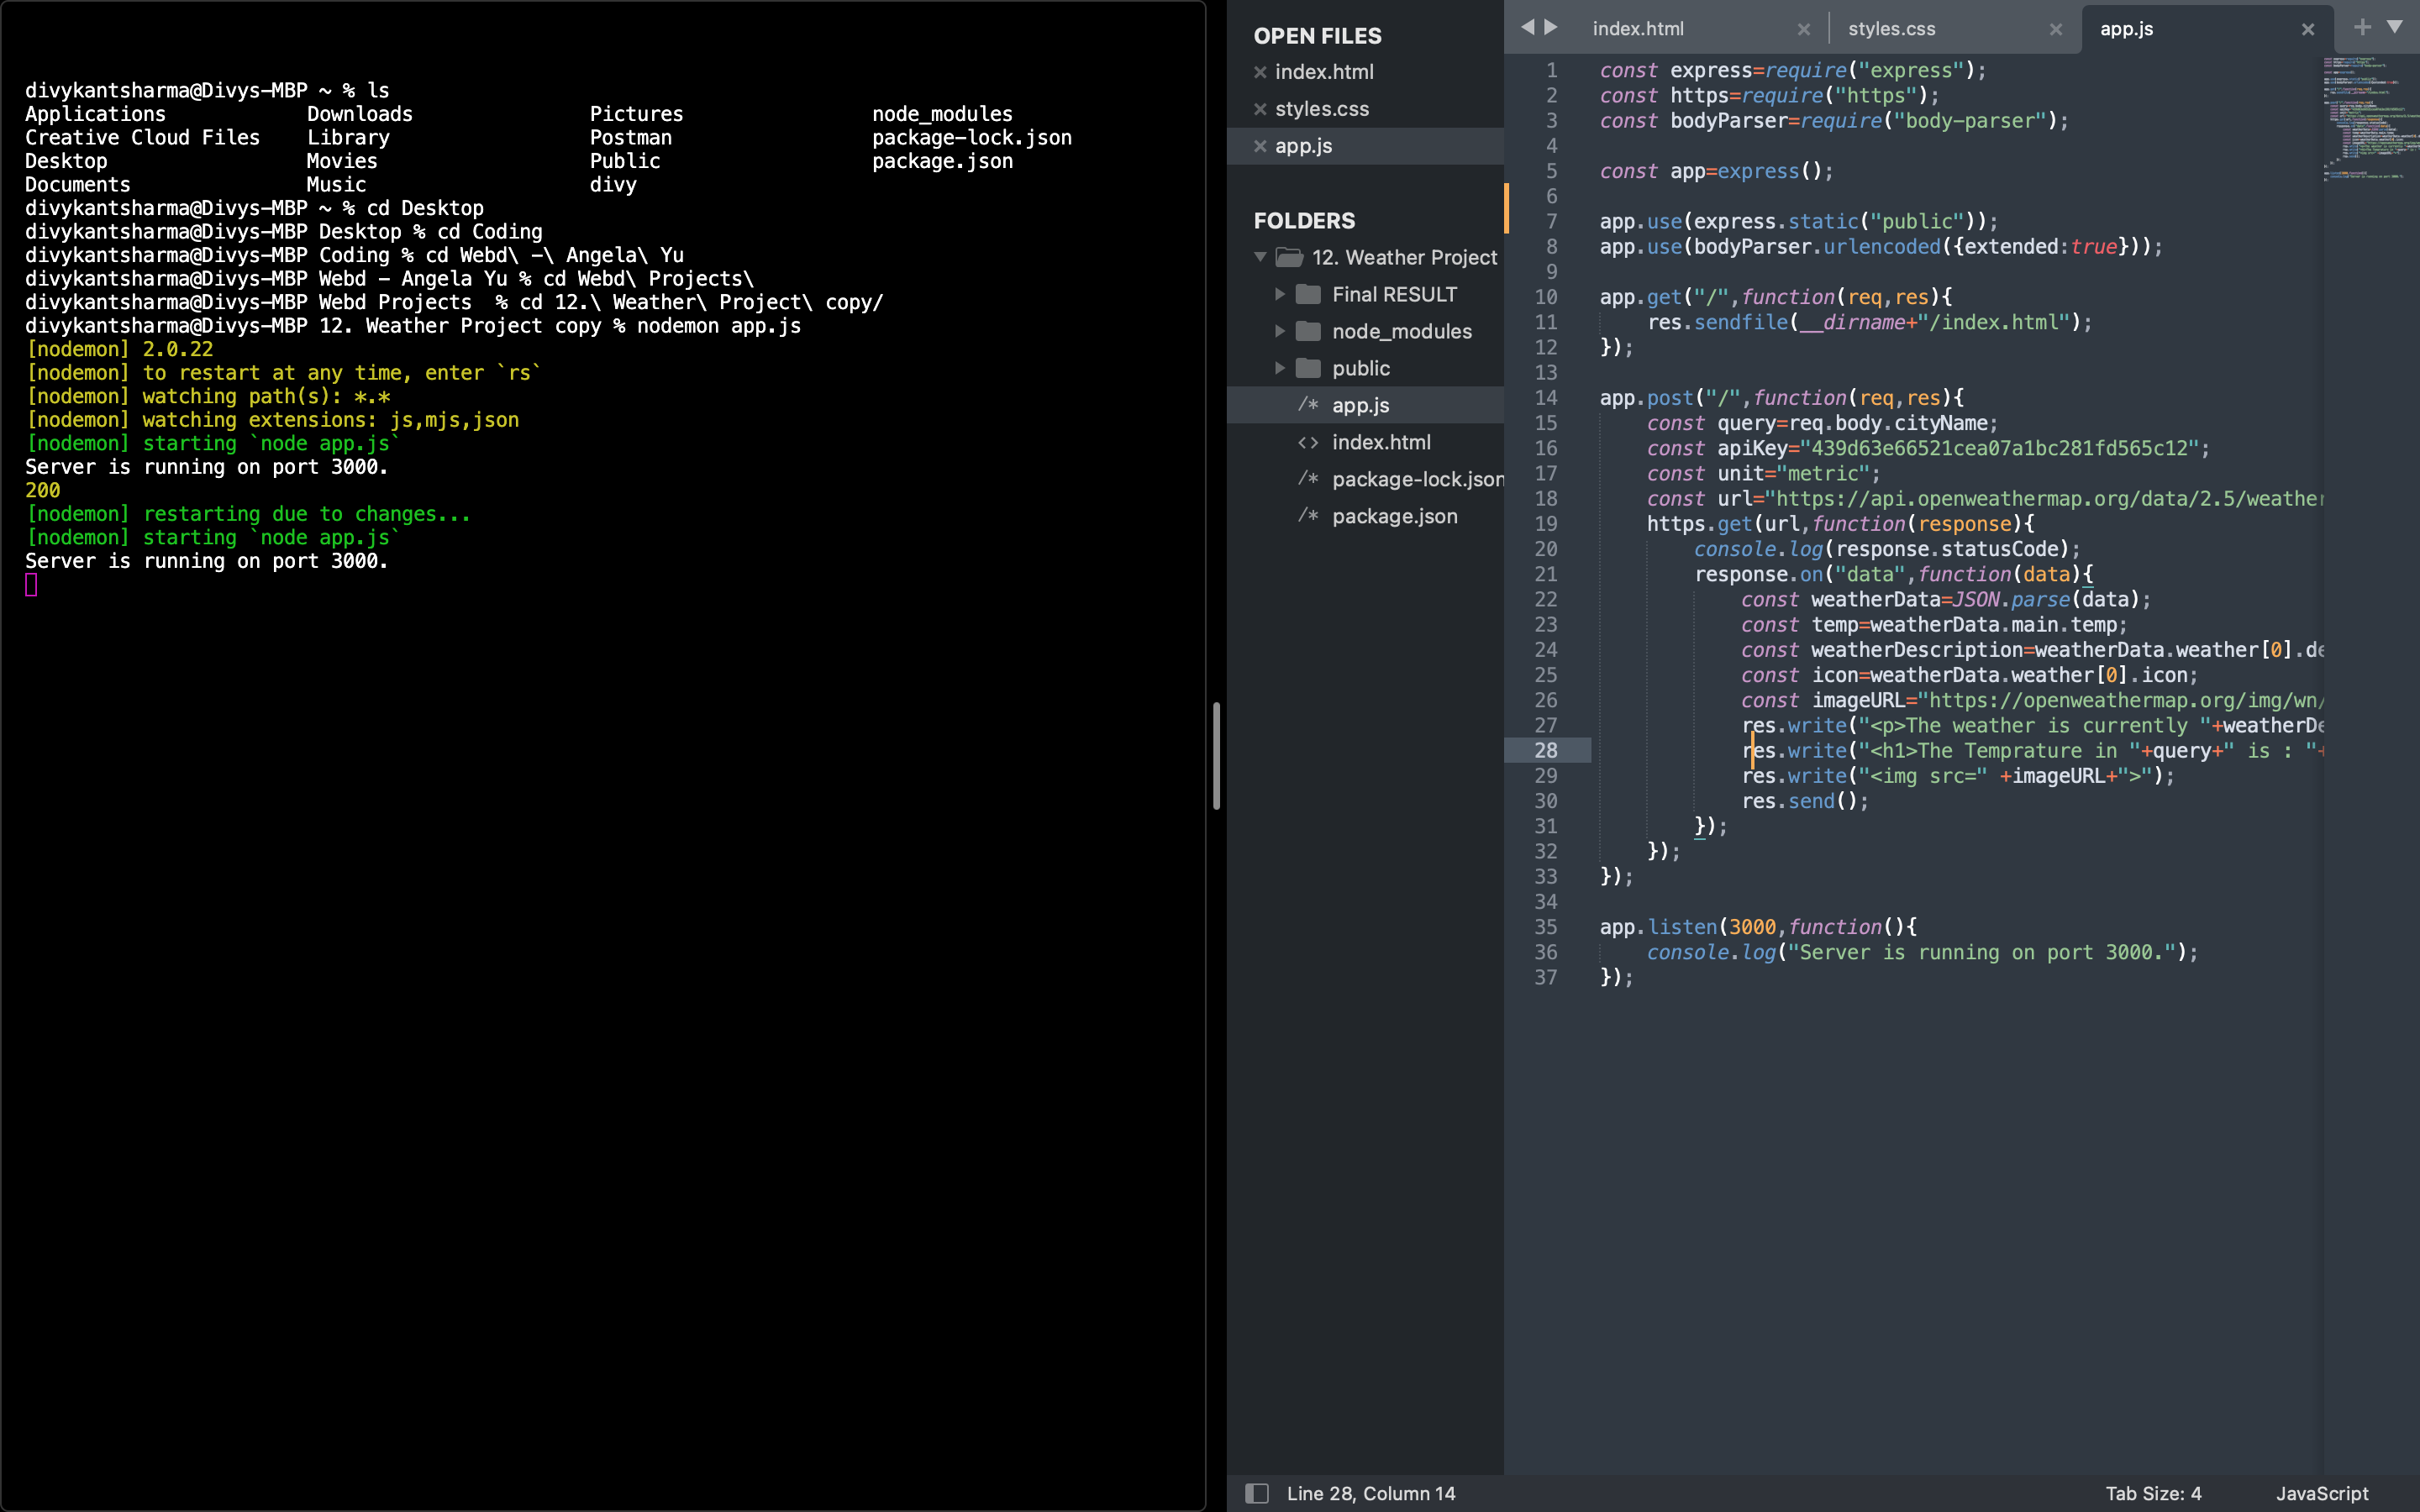 divykantsharma@Divys-MBP ~ % ls
Applications Downloads Pictures node_modules
Creative Cloud Files Library Postman package-lock.json
Desktop Movies Public package.json
Documents Music divy
divykantsharma@Divys-MBP ~ % cd Desktop
divykantsharma@Divys-MBP Desktop % cd Coding
divykantsharma@Divys-MBP Coding % cd Webd\ -\ Angela\ Yu
divykantsharma@Divys-MBP Webd - Angela Yu % cd Webd\ Projects\
divykantsharma@Divys-MBP Webd Projects  % cd 12.\ Weather\ Project\ copy/
divykantsharma@Divys-MBP 12. Weather Project copy % nodemon app.js
[nodemon] 2.0.22
[nodemon] to restart at any time, enter `rs`
[nodemon] watching path(s): *.*
[nodemon] watching extensions: js,mjs,json
[nodemon] starting `node app.js`
Server is running on port 3000.
200
[nodemon] restarting due to changes...
[nodemon] starting `node app.js`
Server is running on port 3000.
OPEN FILES
index.html
styles.css
app.js
FOLDERS
12. Weather Project
Final RESULT
node_modules
public
/* app.js
<> index.html
/* package-lock.json
/* package.json
index.html styles.css app.js
1 const express=require("express");
2 const https=require("https");
3 const bodyParser=require("body-parser");
4
5 const app=express();
6
7 app.use(express.static("public"));
8 app.use(bodyParser.urlencoded({extended:true}));
9
10 app.get("/",function(req,res){
11 res.sendfile(__dirname+"/index.html");
12 });
13
14 app.post("/",function(req,res){
15 const query=req.body.cityName;
16 const apiKey="439d63e66521cea07a1bc281fd565c12";
17 const unit="metric";
18 const url="https://api.openweathermap.org/data/2.5/weather
19 https.get(url,function(response){
20 console.log(response.statusCode);
21 response.on("data",function(data){
22 const weatherData=JSON.parse(data);
23 const temp=weatherData.main.temp;
24 const weatherDescription=weatherData.weather[0].de
25 const icon=weatherData.weather[0].icon;
26 const imageURL="https://openweathermap.org/img/wn/
27 res.write("<p>The weather is currently "+weatherDe
28 res.write("<h1>The Temprature in "+query+" is : "+
29 res.write("<img src=" +imageURL+">");
30 res.send();
31 });
32 });
33 });
34
35 app.listen(3000,function(){
36 console.log("Server is running on port 3000.");
37 });
Line 28, Column 14 Tab Size: 4 JavaScript